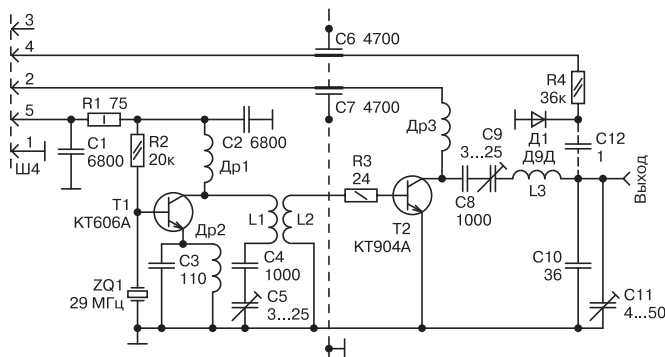 3
4
2
5
1
Ш4
C6 4700
C7 4700
R1 75
C1
6800
R2
20к
C2
6800
Др1
T1
КТ606А
Др2
C3
110
ZQ1
29 МГц
L1
L2
C4
1000
C5
3...25
R3
24
T2
КТ904А
Др3
C9
3...25
C8
1000
L3
R4
36к
Д1
Д9Д
C12
1
C10
36
C11
4...50
Выход